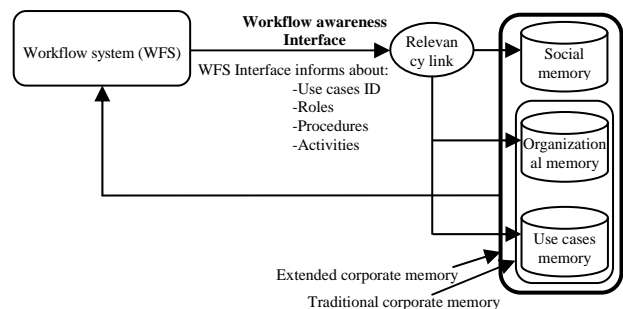 Workflow awareness
Interface
Workflow system (WFS)
Relevan
cy link
Social
memory
WFS Interface informs about:
-Use cases ID
-Roles
-Procedures
-Activities
Organization
al memory
Use cases
memory
Extended corporate memory
Traditional corporate memory